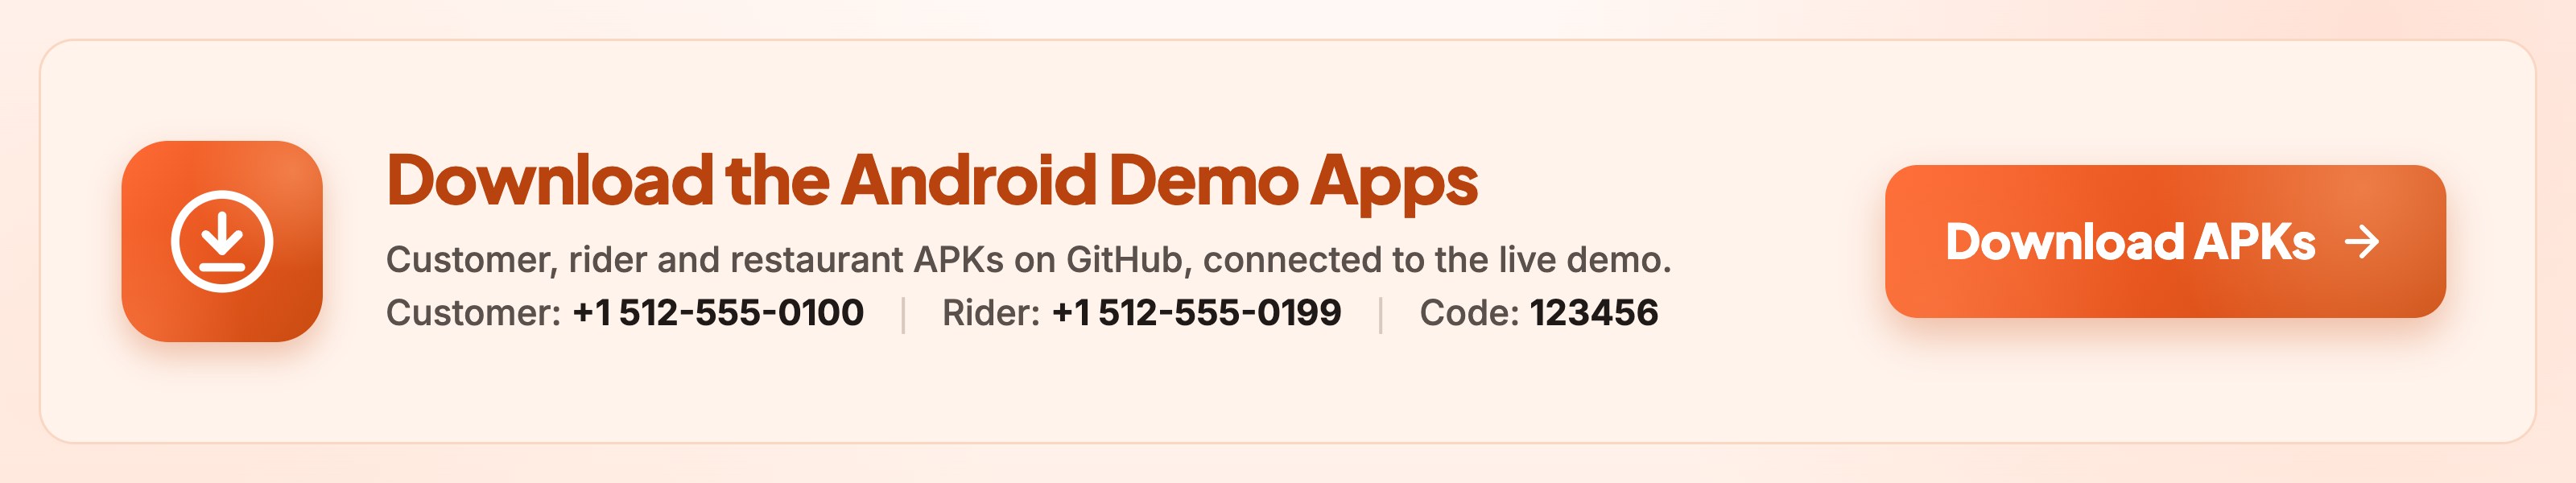 Download the Android Demo Apps
Customer, rider and restaurant APKs on GitHub, connected to the live demo.
Customer: +1 512-555-0100 | Rider: +1 512-555-0199 | Code: 123456
Download APKs →